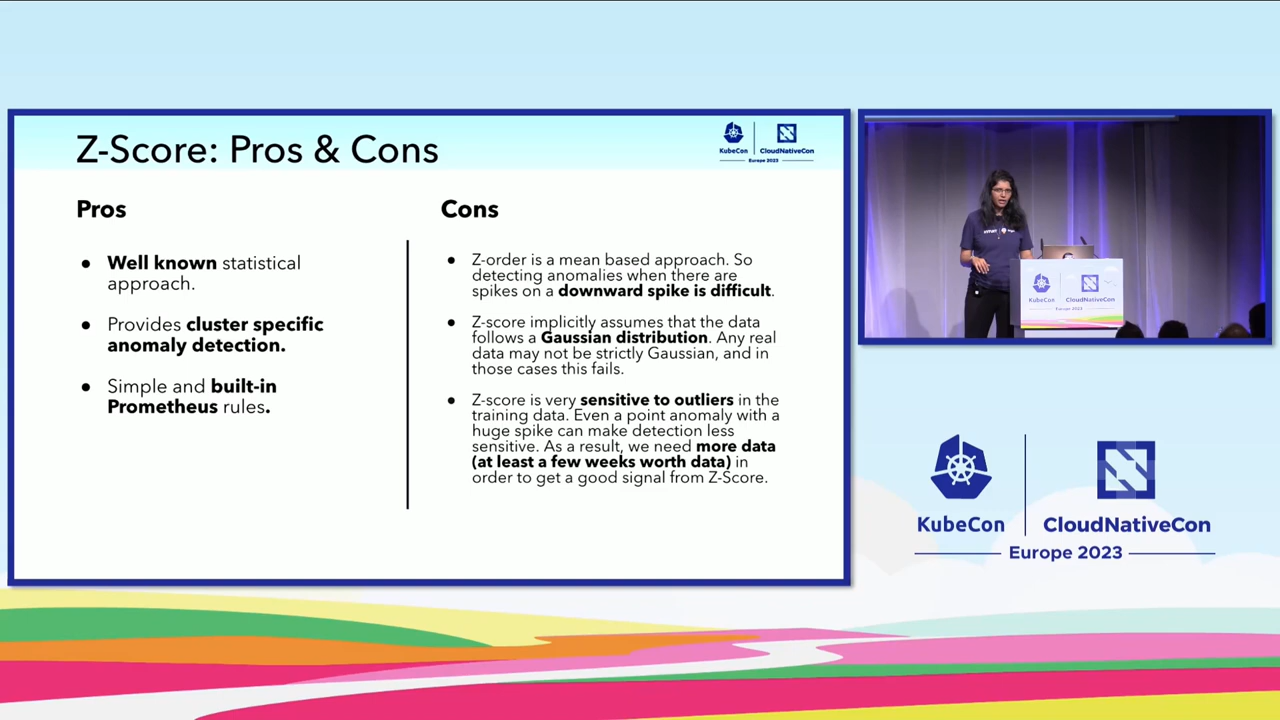 Z-Score: Pros & Cons
KubeCon
CloudNativeCon
Europe 2023
Pros
● Well known statistical
approach.
● Provides cluster specific
anomaly detection.
● Simple and built-in
Prometheus rules.
Cons
● Z-order is a mean based approach. So
detecting anomalies when there are
spikes on a downward spike is difficult.
● Z-score implicitly assumes that the data
follows a Gaussian distribution. Any real
data may not be strictly Gaussian, and in
those cases this fails.
● Z-score is very sensitive to outliers in the
training data. Even a point anomaly with a
huge spike can make detection less
sensitive. As a result, we need more data
(at least a few weeks worth data) in
order to get a good signal from Z-Score.
KubeCon
CloudNativeCon
Europe 2023
KubeCon
CloudNativeCon
Europe 2023